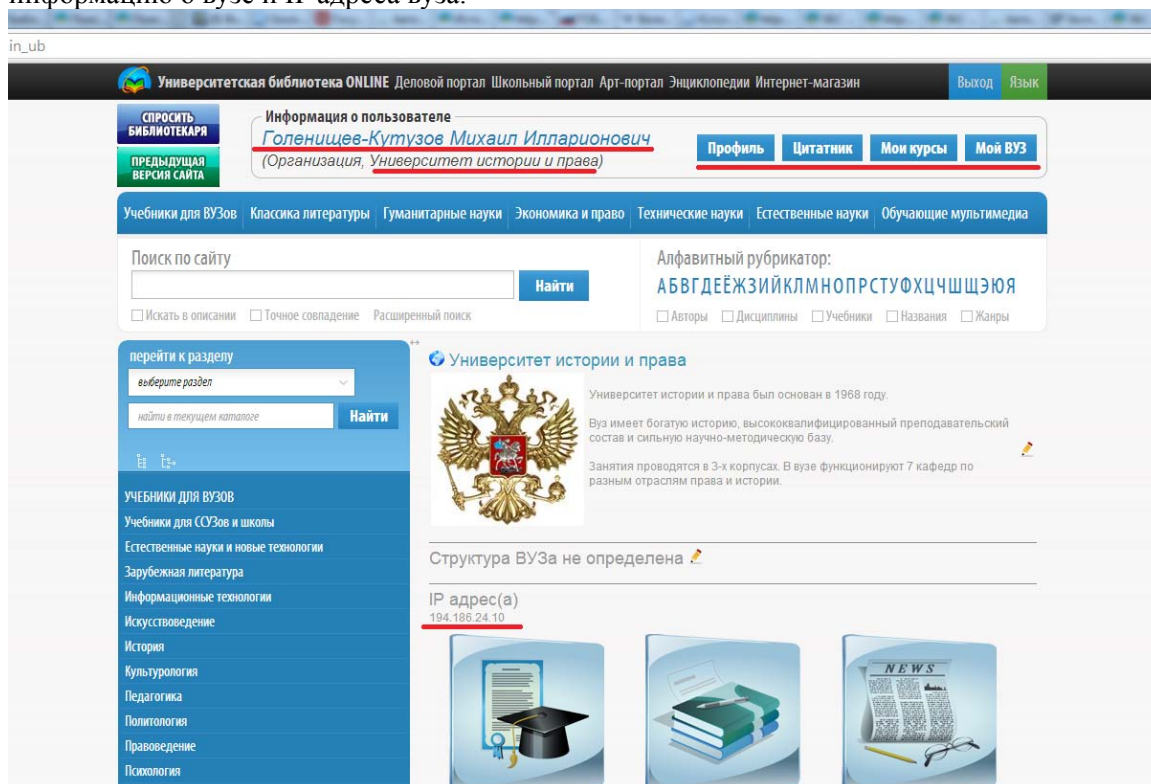 информацию о вузе и IP-адреса вуза.
in_ub
Университетская библиотека ONLINE Деловой портал Школьный портал Арт-портал Энциклопедии Интернет-магазин Выход Язык
СПРОСИТЬ
БИБЛИОТЕКАРЯ
ПРЕДЫДУЩАЯ
ВЕРСИЯ САЙТА
Информация о пользователе
Голенищев-Кутузов Михаил Илларионович
(Организация, Университет истории и права)
Профиль Цитатник Мои курсы Мой ВУЗ
Учебники для ВУЗов Классика литературы Гуманитарные науки Экономика и право Технические науки Естественные науки Обучающие мультимедиа
Поиск по сайту
Найти
Искать в описании Точное совпадение Расширенный поиск
Алфавитный рубрикатор:
АБВГДЕЁЖЗИЙКЛМНОПРСТУФХЦЧШЩЭЮЯ
Авторы Дисциплины Учебники Названия Жанры
перейти к разделу
выберите раздел
найти в текущем каталоге Найти
УЧЕБНИКИ ДЛЯ ВУЗОВ
Учебники для ССУЗов и школы
Естественные науки и новые технологии
Зарубежная литература
Информационные технологии
Искусствоведение
История
Культурология
Педагогика
Политология
Правоведение
Психология
Университет истории и права
Университет истории и права был основан в 1968 году.
Вуз имеет богатую историю, высококвалифицированный преподавательский
состав и сильную научно-методическую базу.
Занятия проводятся в 3-х корпусах. В вузе функционируют 7 кафедр по
разным отраслям права и истории.
Структура ВУЗа не определена
IP адрес(а)
194.186.24.10
NEWS